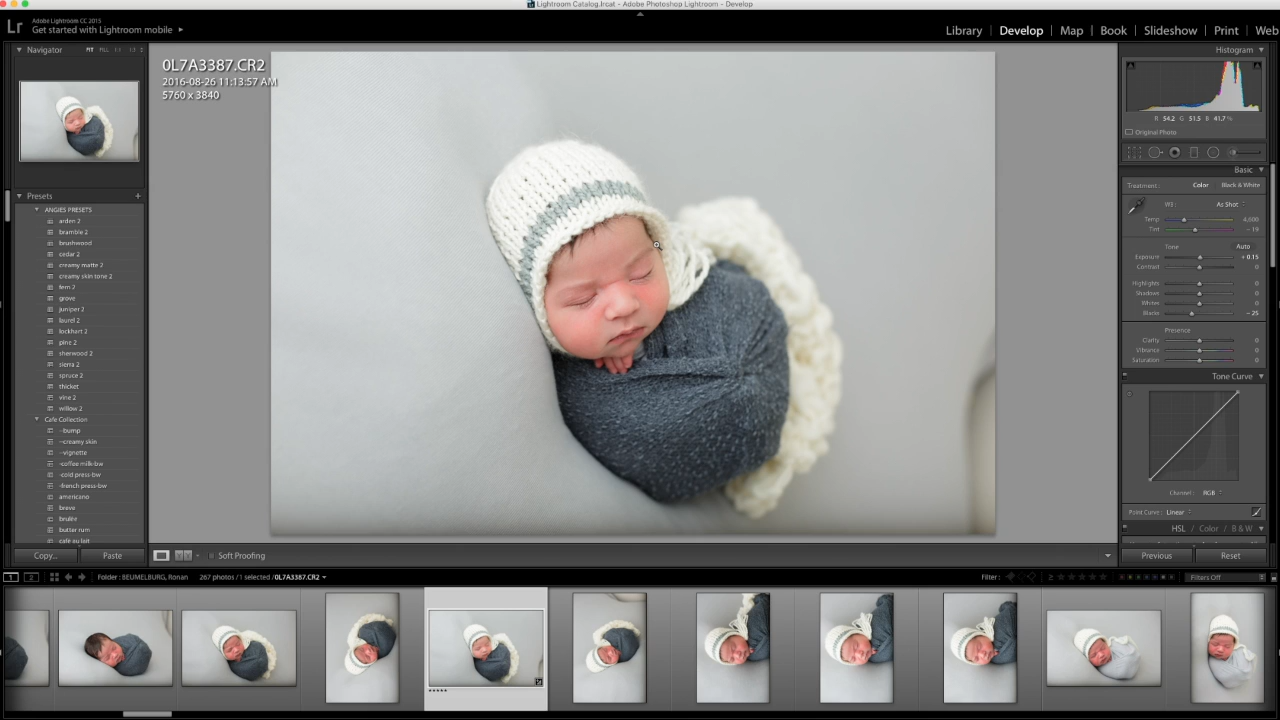 Lightroom Catalog.lrcat - Adobe Photoshop Lightroom - Develop
Lr
Adobe Lightroom CC 2015
Get started with Lightroom mobile
Library | Develop | Map | Book | Slideshow | Print | Web
Navigator FIT FILL 1:1
0L7A3387.CR2
2016-08-26 11:13:57 AM
5760 x 3840
Presets +
ANGIES PRESETS
arden 2
bramble 2
brushwood
cedar 2
creamy matte 2
creamy skin tone 2
fern 2
grove
juniper 2
laurel 2
lockhart 2
pine 2
sherwood 2
sierra 2
spruce 2
thicket
vine 2
willow 2
Cafe Collection
--bump
--creamy skin
--vignette
-coffee milk-bw
-cold press-bw
-french press-bw
americano
breve
brulee
butter rum
café au lait
Copy... Paste
Soft Proofing
Histogram
R 54.2 G 51.5 B 41.7 %
Original Photo
Basic
Treatment: Color Black & White
WB: As Shot
Temp 4,000
Tint - 19
Tone Auto
Exposure + 0.15
Contrast 0
Highlights 0
Shadows 0
Whites 0
Blacks - 25
Presence
Clarity 0
Vibrance 0
Saturation 0
Tone Curve
Channel: RGB
Point Curve: Linear
HSL / Color / B & W
Previous Reset
1 2 Folder : BEUMELBURG, Ronan 267 photos / 1 selected / 0L7A3387.CR2
Filter : Filters Off